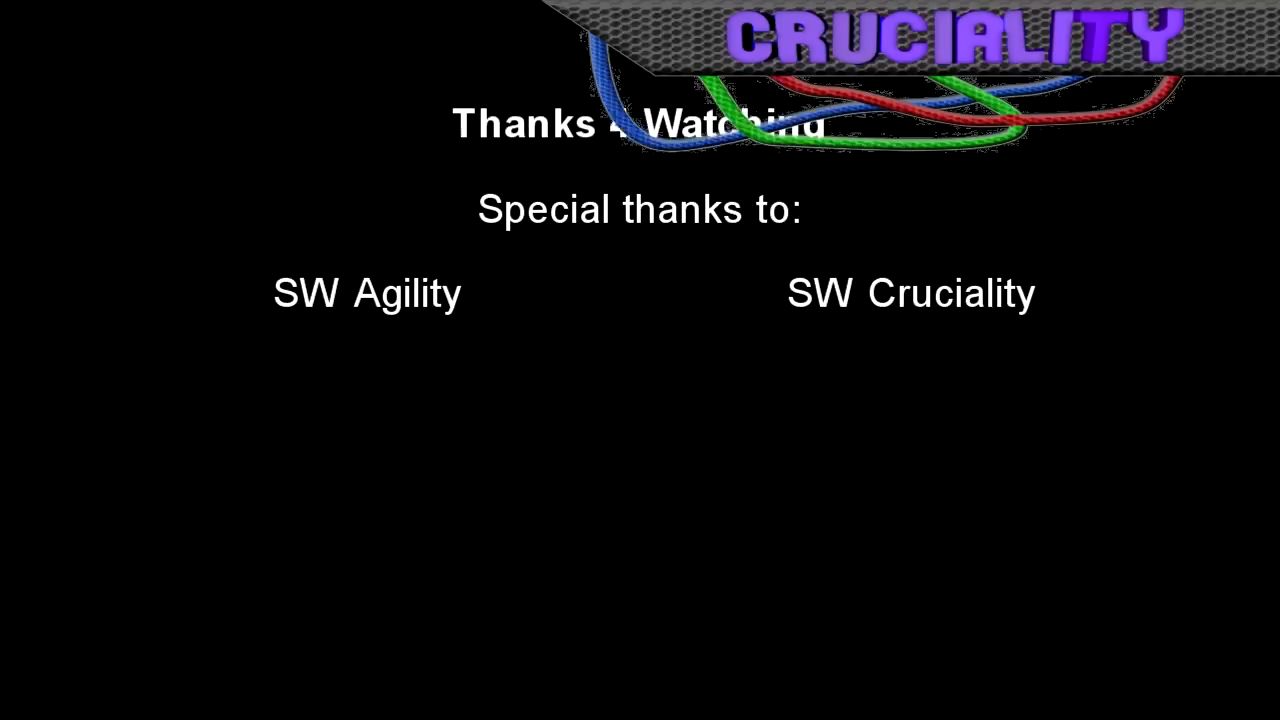 CRUCIALITY
Thanks 4 Watching
Special thanks to:
SW Agility
SW Cruciality